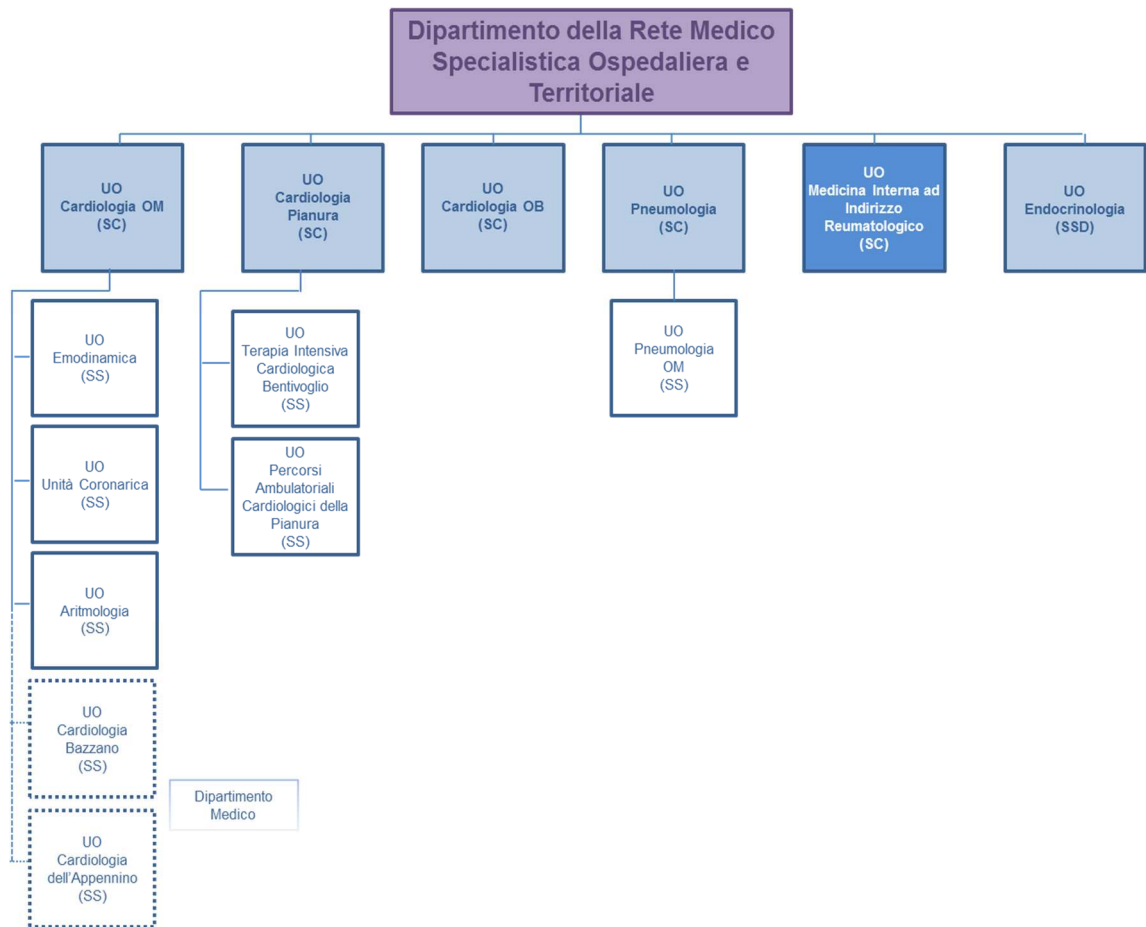 Dipartimento della Rete Medico
Specialistica Ospedaliera e
Territoriale
UO
Cardiologia OM
(SC)
UO
Cardiologia
Pianura
(SC)
UO
Cardiologia OB
(SC)
UO
Pneumologia
(SC)
UO
Medicina Interna ad
Indirizzo
Reumatologico
(SC)
UO
Endocrinologia
(SSD)
UO
Emodinamica
(SS)
UO
Terapia Intensiva
Cardiologica
Bentivoglio
(SS)
UO
Pneumologia
OM
(SS)
UO
Unità Coronarica
(SS)
UO
Percorsi
Ambulatoriali
Cardiologici della
Pianura
(SS)
UO
Aritmologia
(SS)
UO
Cardiologia
Bazzano
(SS)
Dipartimento
Medico
UO
Cardiologia
dell’Appennino
(SS)